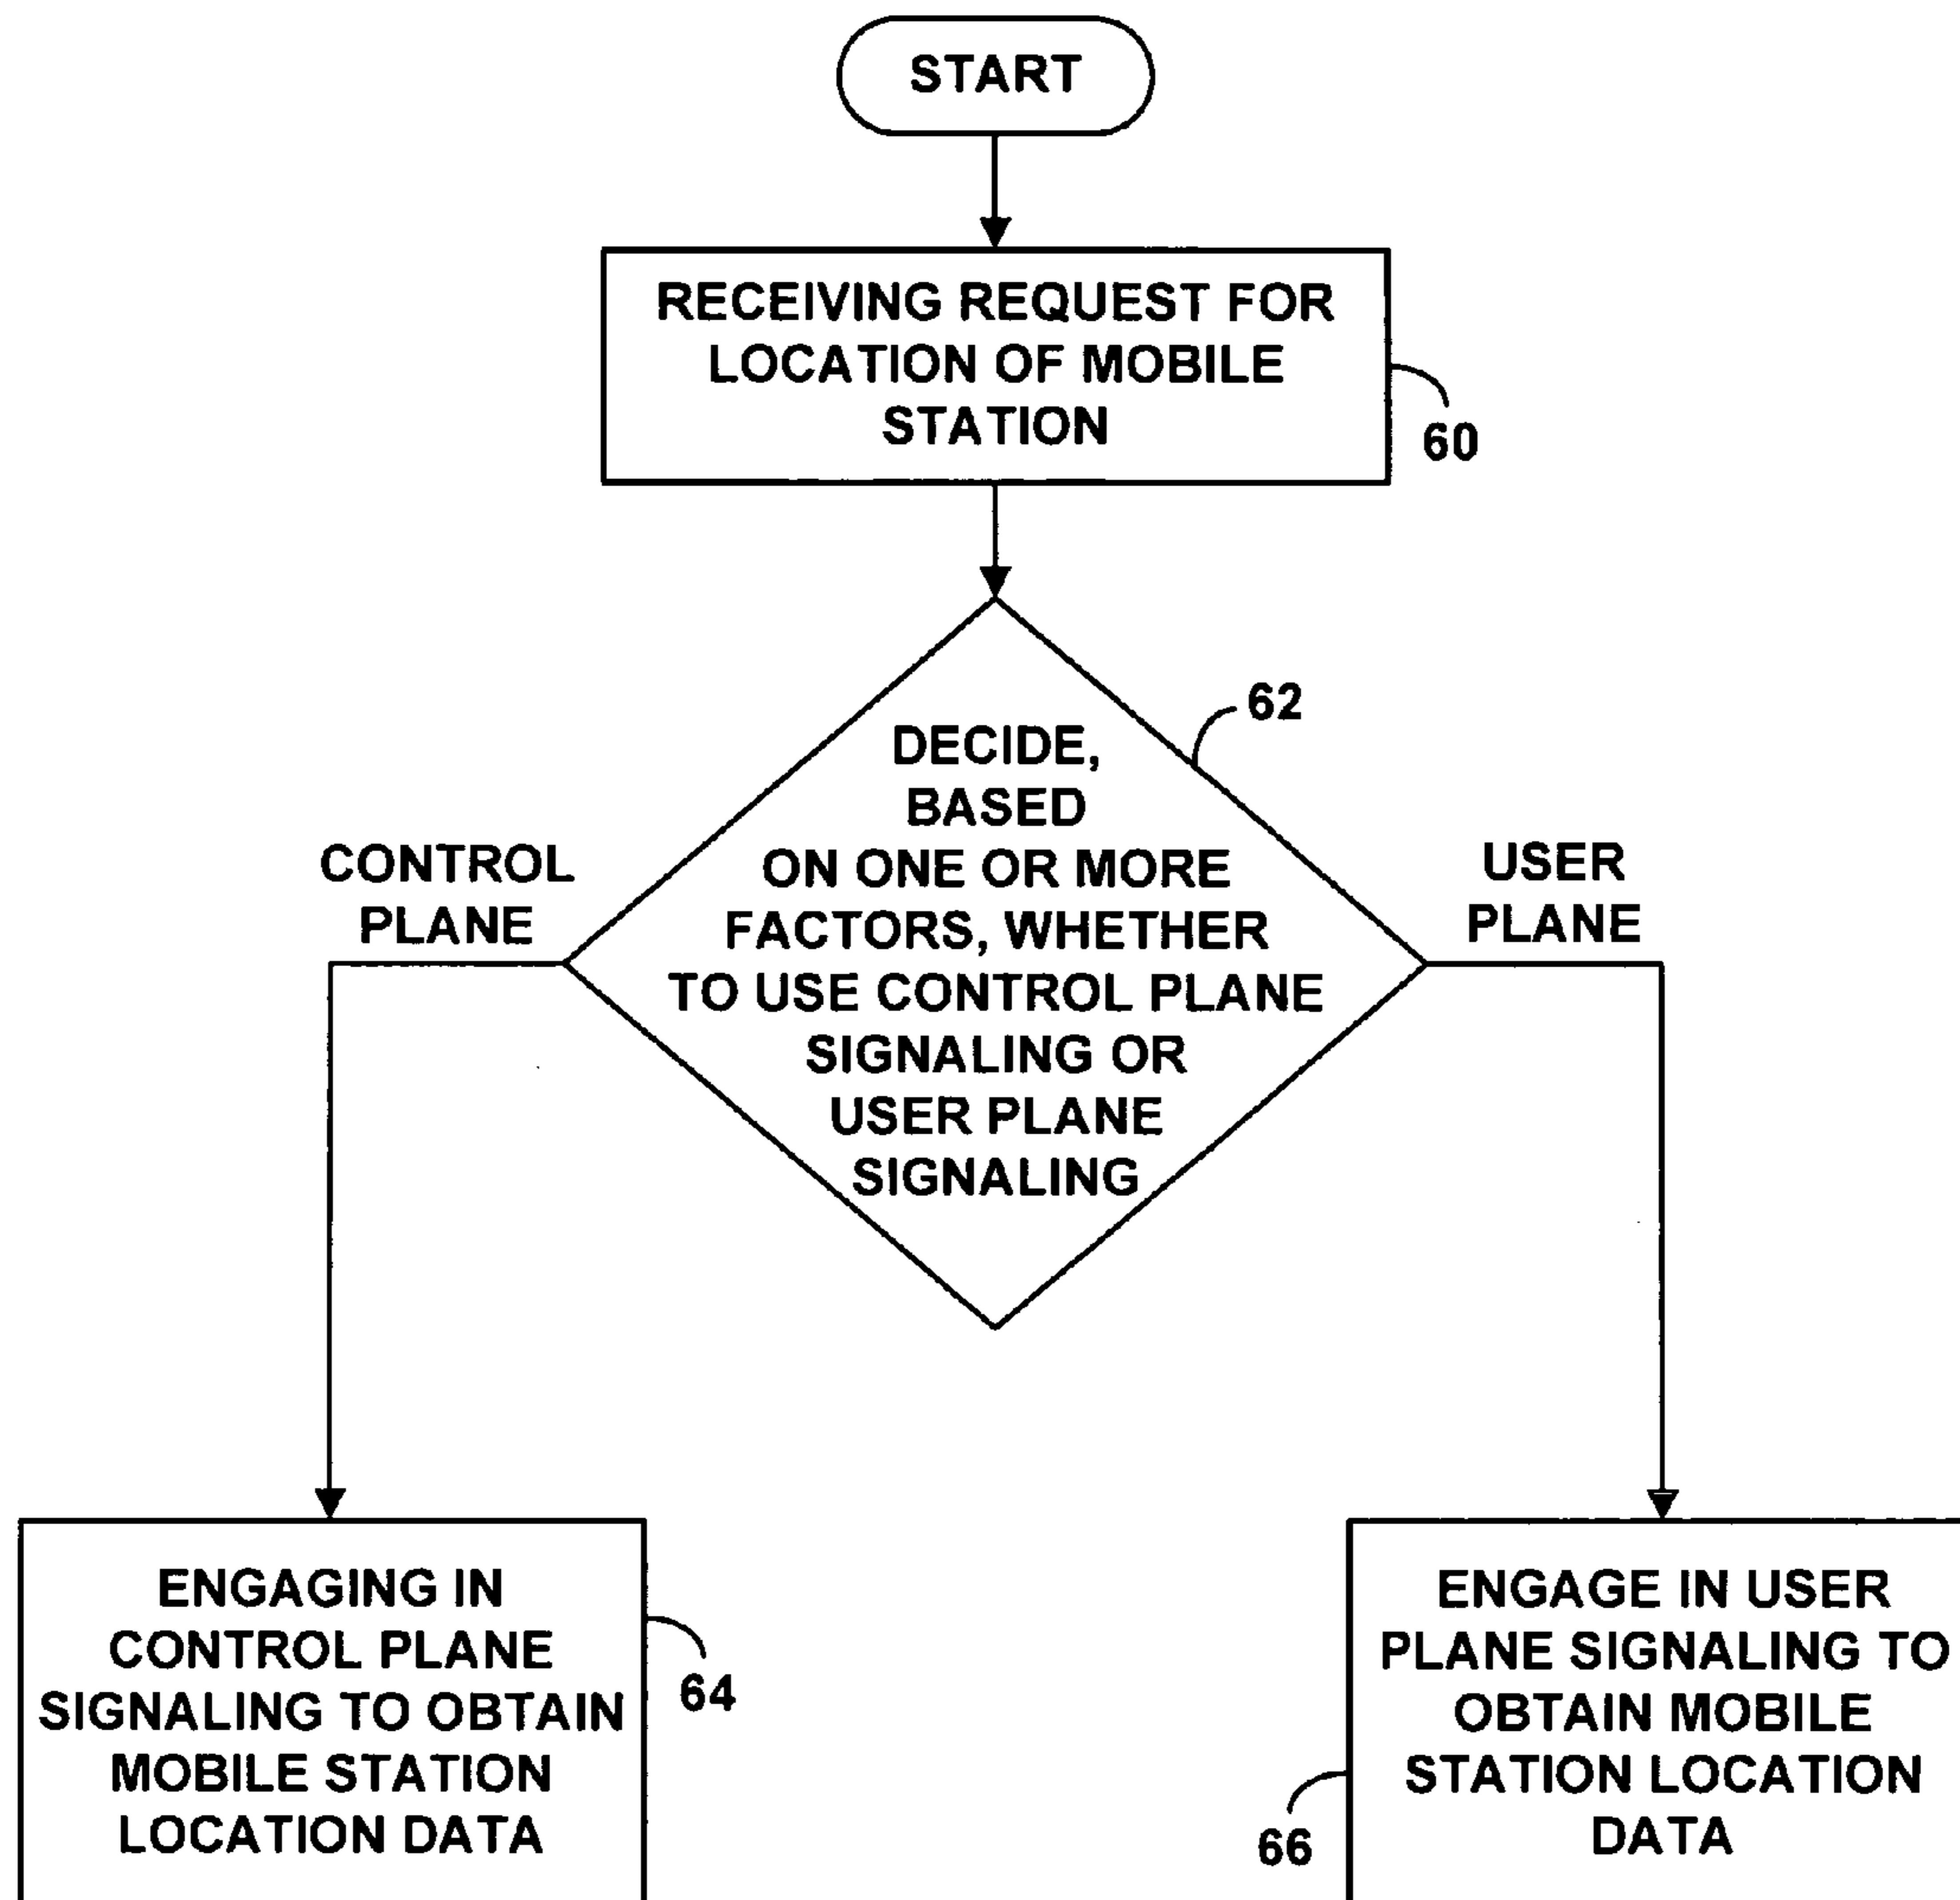 START
RECEIVING REQUEST FOR
LOCATION OF MOBILE
STATION
60
62
DECIDE,
BASED
ON ONE OR MORE
FACTORS, WHETHER
TO USE CONTROL PLANE
SIGNALING OR
USER PLANE
SIGNALING
CONTROL
PLANE
USER
PLANE
ENGAGING IN
CONTROL PLANE
SIGNALING TO OBTAIN
MOBILE STATION
LOCATION DATA
64
ENGAGE IN USER
PLANE SIGNALING TO
OBTAIN MOBILE
STATION LOCATION
DATA
66